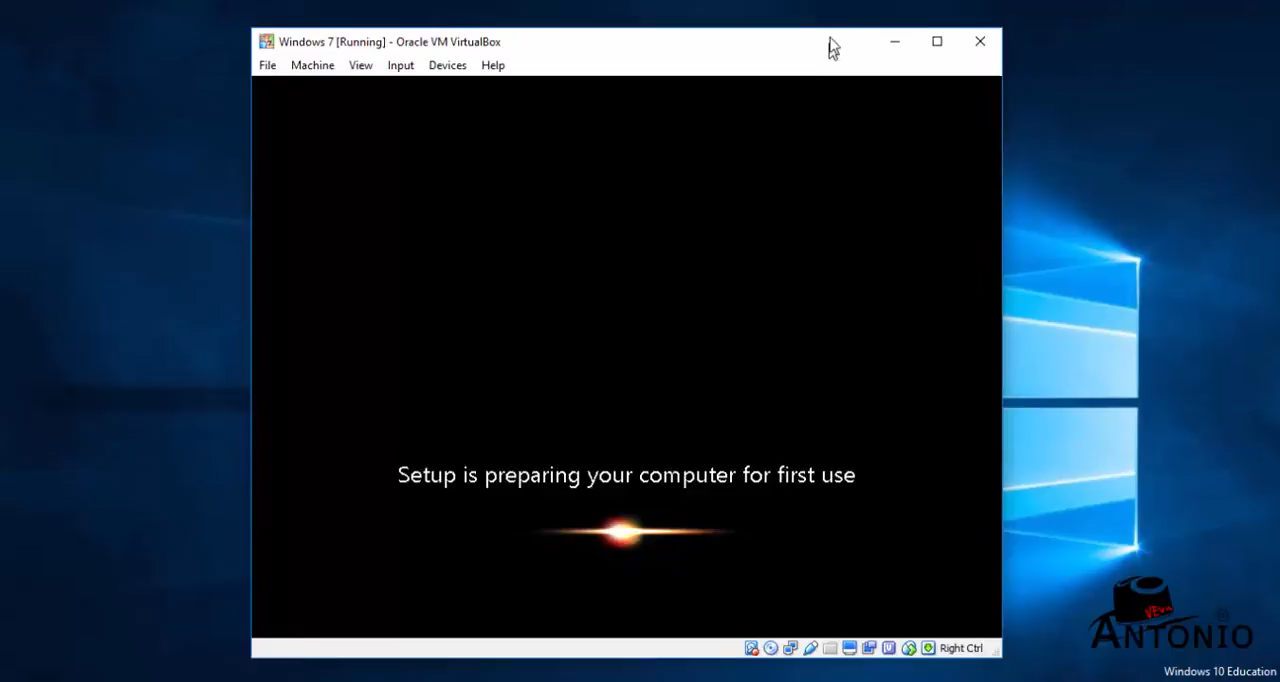 Windows 7 [Running] - Oracle VM VirtualBox
File Machine View Input Devices Help
Setup is preparing your computer for first use
Right Ctrl
VEvα
ANTONIO
Windows 10 Education